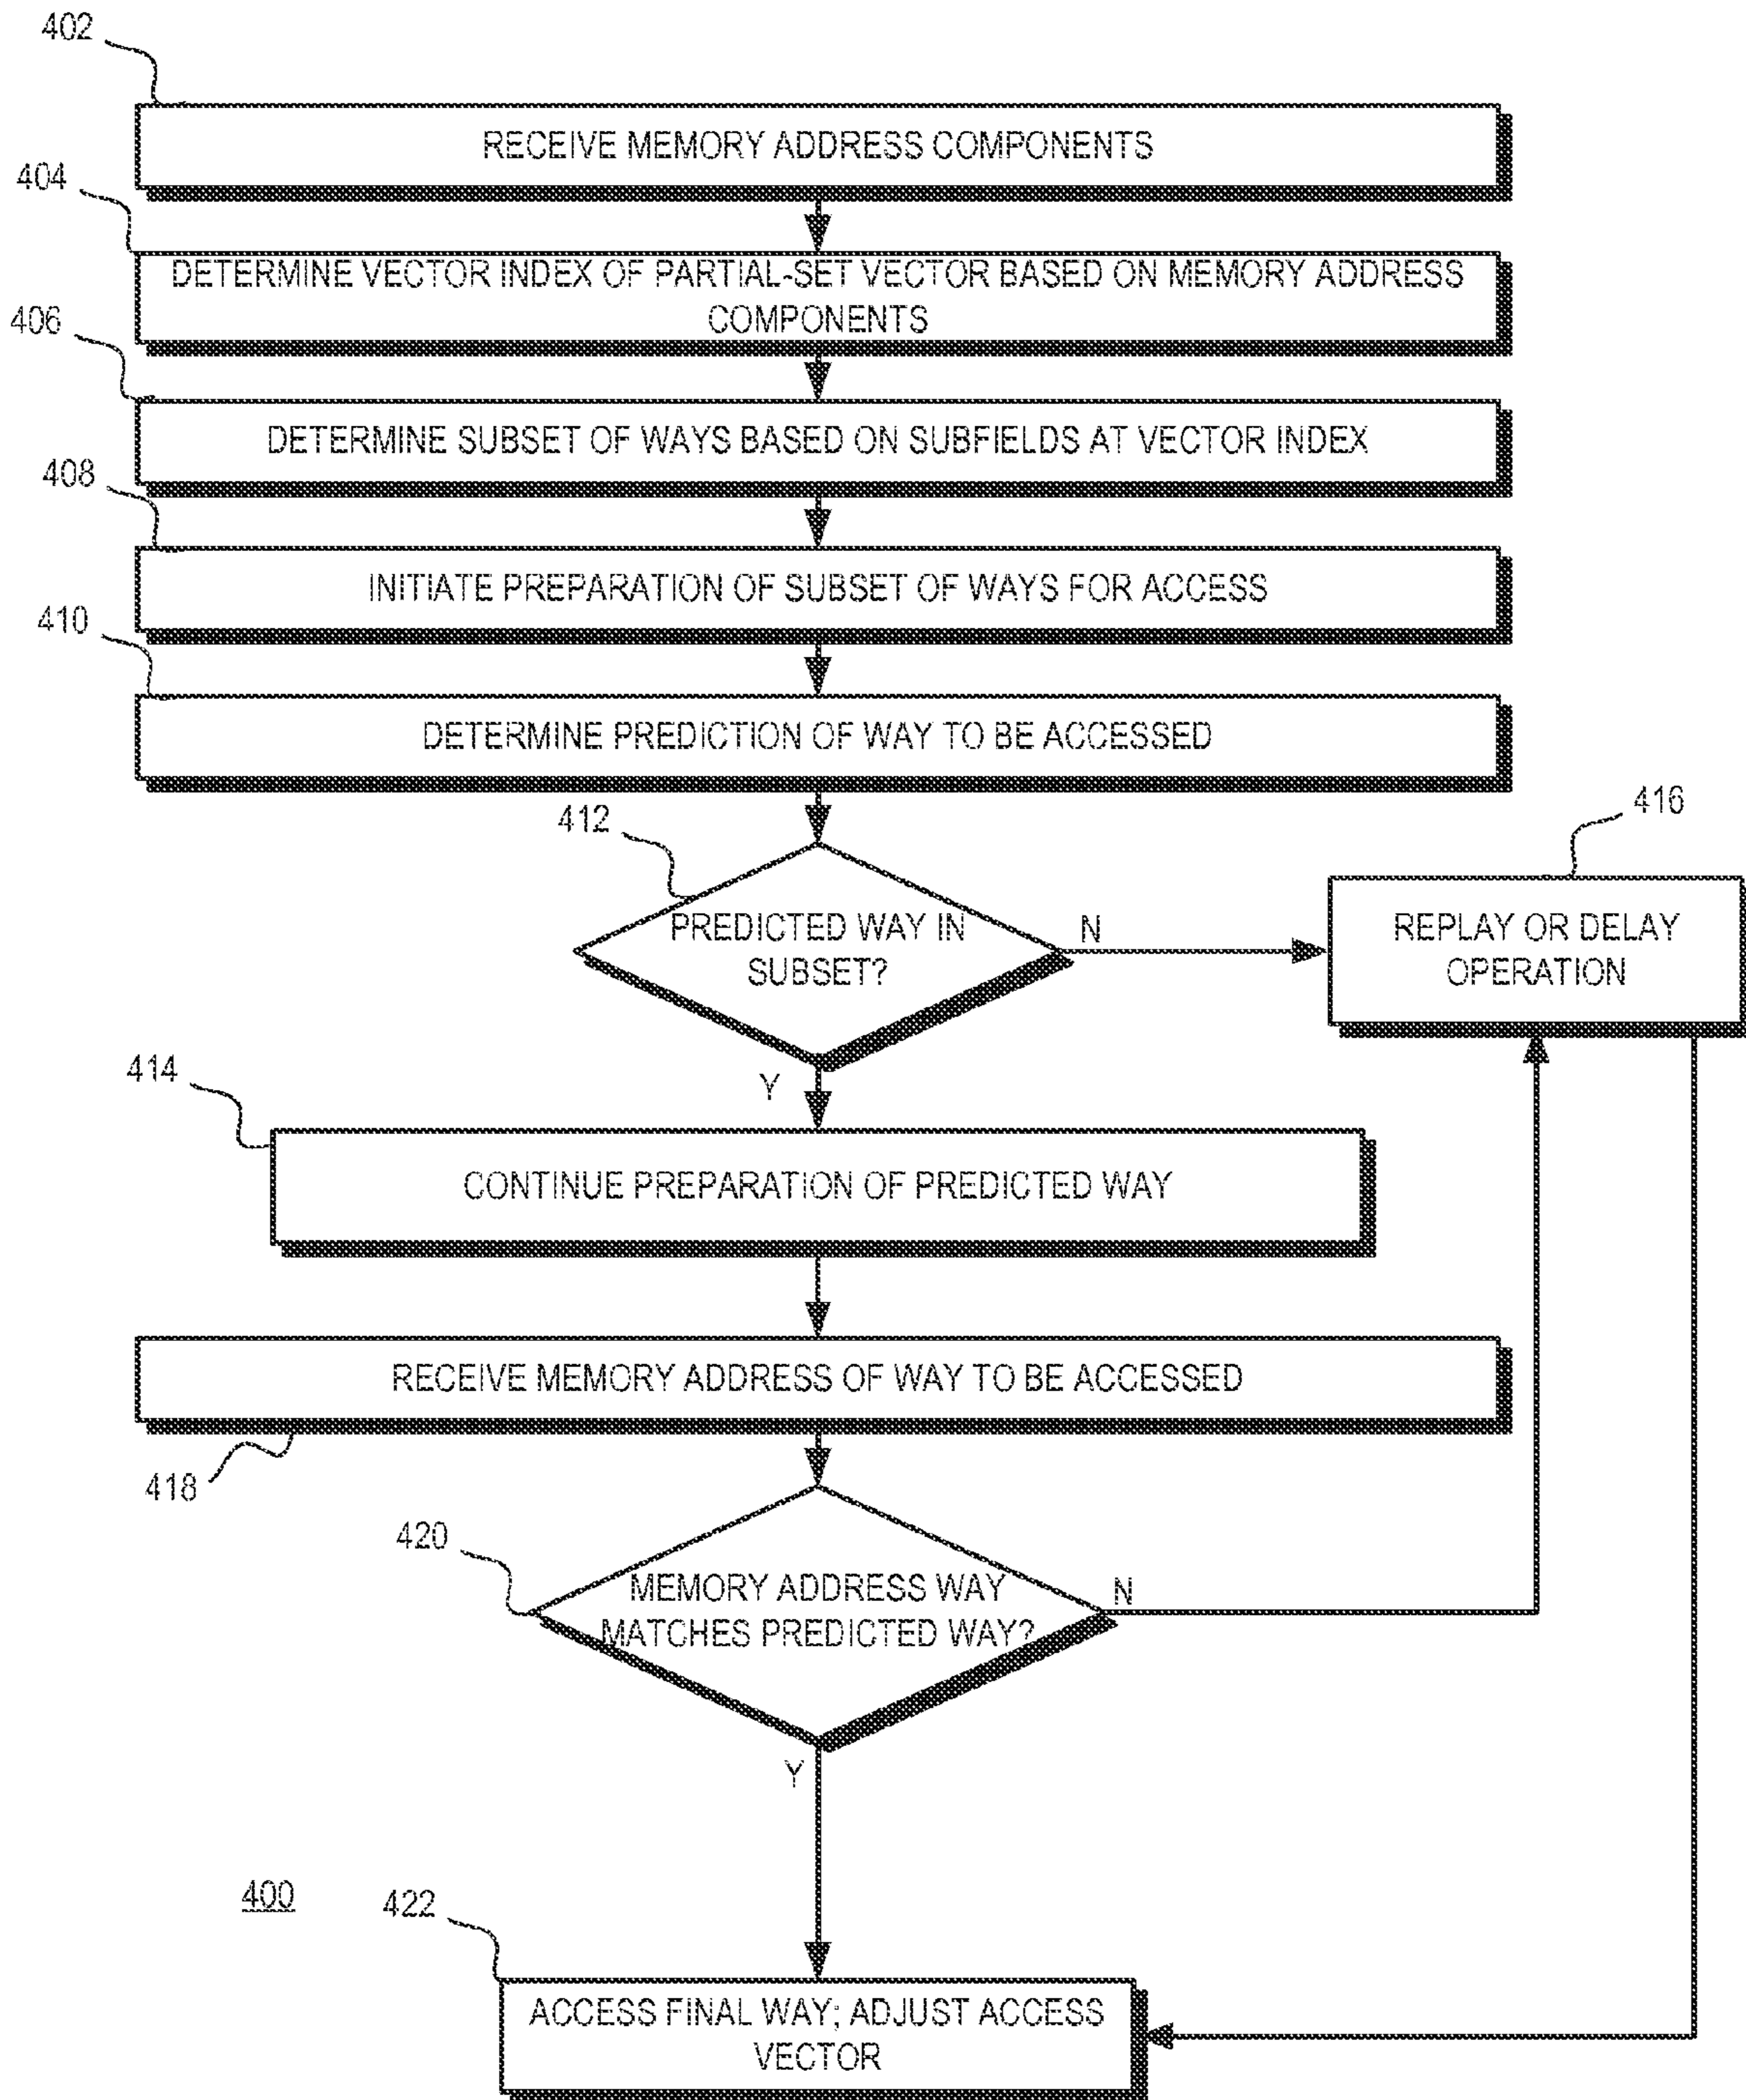 402
RECEIVE MEMORY ADDRESS COMPONENTS
404
DETERMINE VECTOR INDEX OF PARTIAL-SET VECTOR BASED ON MEMORY ADDRESS
COMPONENTS
406
DETERMINE SUBSET OF WAYS BASED ON SUBFIELDS AT VECTOR INDEX
408
INITIATE PREPARATION OF SUBSET OF WAYS FOR ACCESS
410
DETERMINE PREDICTION OF WAY TO BE ACCESSED
412
PREDICTED WAY IN
SUBSET?
N
416
REPLAY OR DELAY
OPERATION
Y
414
CONTINUE PREPARATION OF PREDICTED WAY
RECEIVE MEMORY ADDRESS OF WAY TO BE ACCESSED
418
420
MEMORY ADDRESS WAY
MATCHES PREDICTED WAY?
N
Y
400
422
ACCESS FINAL WAY; ADJUST ACCESS
VECTOR